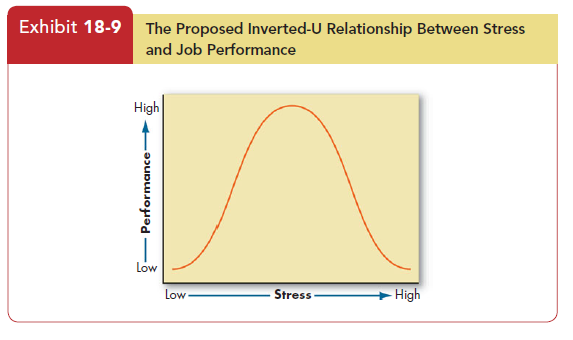 Exhibit 18-9
The Proposed Inverted-U Relationship Between Stress
and Job Performance
High
Performance
Low
Low
Stress
High